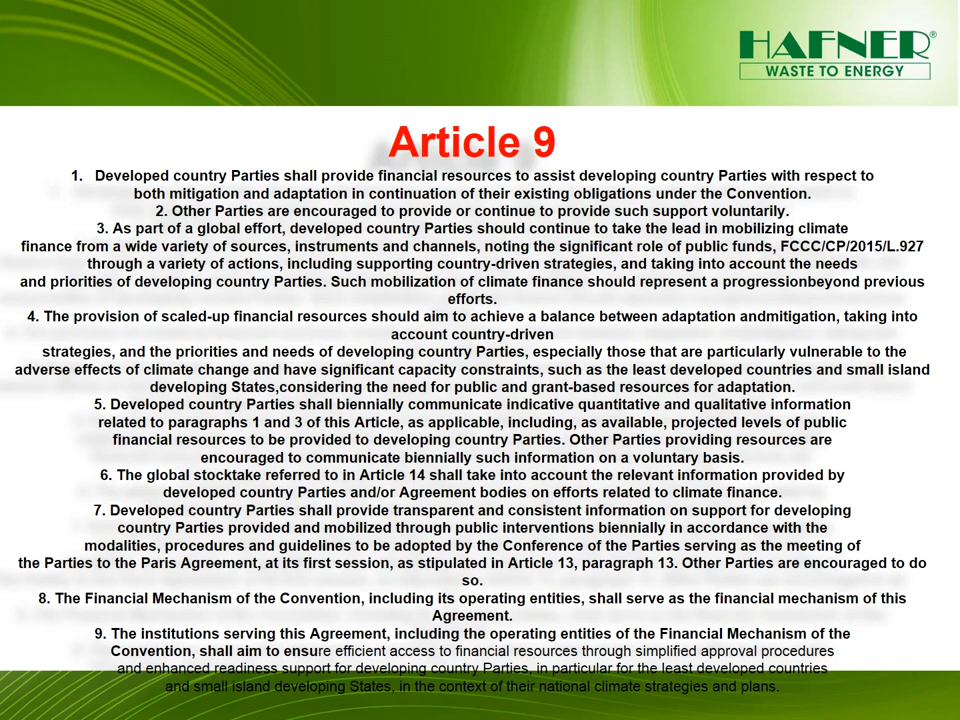 HAFNER®
WASTE TO ENERGY
Article 9
1. Developed country Parties shall provide financial resources to assist developing country Parties with respect to
both mitigation and adaptation in continuation of their existing obligations under the Convention.
2. Other Parties are encouraged to provide or continue to provide such support voluntarily.
3. As part of a global effort, developed country Parties should continue to take the lead in mobilizing climate
finance from a wide variety of sources, instruments and channels, noting the significant role of public funds, FCCC/CP/2015/L.927
through a variety of actions, including supporting country-driven strategies, and taking into account the needs
and priorities of developing country Parties. Such mobilization of climate finance should represent a progressionbeyond previous
efforts.
4. The provision of scaled-up financial resources should aim to achieve a balance between adaptation andmitigation, taking into
account country-driven
strategies, and the priorities and needs of developing country Parties, especially those that are particularly vulnerable to the
adverse effects of climate change and have significant capacity constraints, such as the least developed countries and small island
developing States,considering the need for public and grant-based resources for adaptation.
5. Developed country Parties shall biennially communicate indicative quantitative and qualitative information
related to paragraphs 1 and 3 of this Article, as applicable, including, as available, projected levels of public
financial resources to be provided to developing country Parties. Other Parties providing resources are
encouraged to communicate biennially such information on a voluntary basis.
6. The global stocktake referred to in Article 14 shall take into account the relevant information provided by
developed country Parties and/or Agreement bodies on efforts related to climate finance.
7. Developed country Parties shall provide transparent and consistent information on support for developing
country Parties provided and mobilized through public interventions biennially in accordance with the
modalities, procedures and guidelines to be adopted by the Conference of the Parties serving as the meeting of
the Parties to the Paris Agreement, at its first session, as stipulated in Article 13, paragraph 13. Other Parties are encouraged to do
so.
8. The Financial Mechanism of the Convention, including its operating entities, shall serve as the financial mechanism of this
Agreement.
9. The institutions serving this Agreement, including the operating entities of the Financial Mechanism of the
Convention, shall aim to ensure efficient access to financial resources through simplified approval procedures
and enhanced readiness support for developing country Parties, in particular for the least developed countries
and small island developing States, in the context of their national climate strategies and plans.